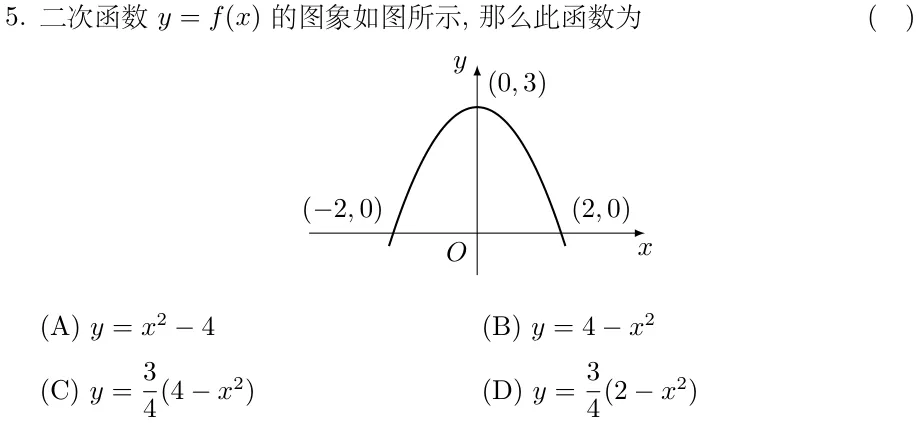 5. 二次函数 y = f(x) 的图象如图所示, 那么此函数为 ( )
y
(0, 3)
(−2, 0)
(2, 0)
O
x
(A) y = x² − 4
(B) y = 4 − x²
(C) y = 3/4(4 − x²)
(D) y = 3/4(2 − x²)